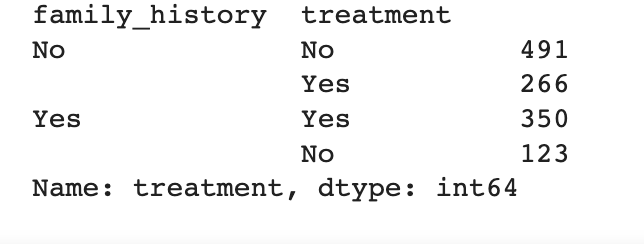 family_history  treatment
No              No           491
                Yes          266
Yes             Yes          350
                No           123
Name: treatment, dtype: int64